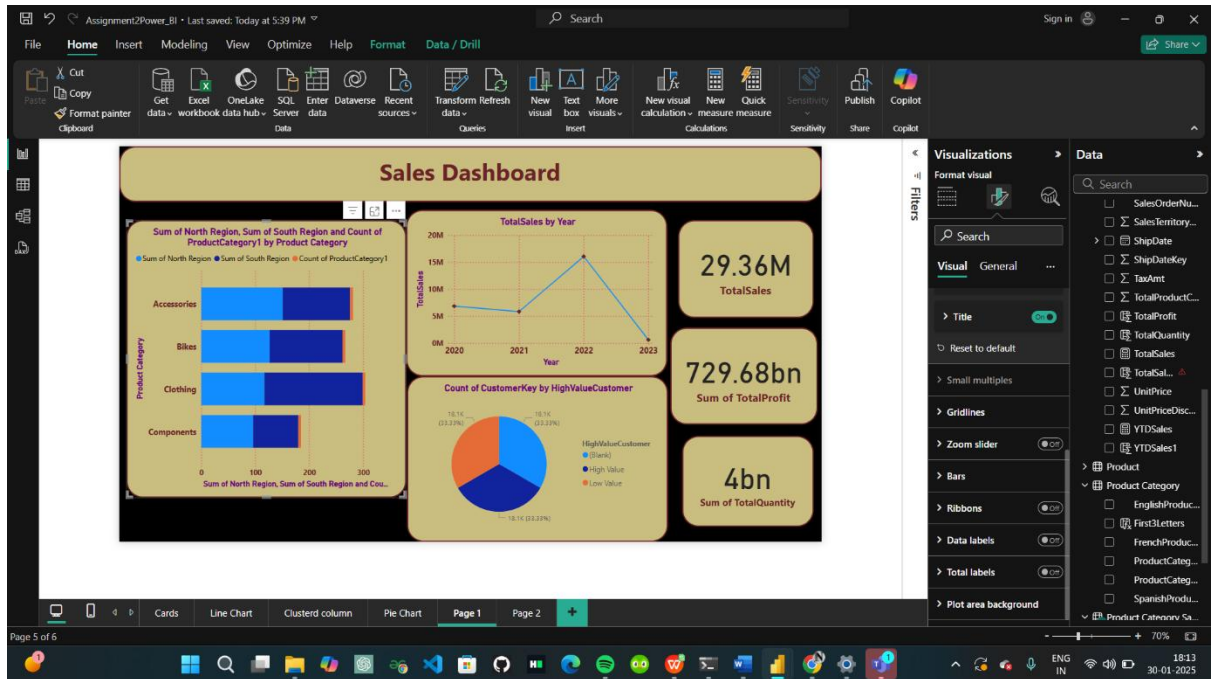 Assignment2Power_BI • Last saved: Today at 5:39 PM
Search
Sign in
File Home Insert Modeling View Optimize Help Format Data / Drill
Share
Paste
Cut
Copy
Format painter
Clipboard
Get data
Excel workbook
OneLake data hub
SQL Server
Enter data
Dataverse
Recent sources
Data
Transform data
Refresh
Queries
New visual
Text box
More visuals
Insert
New visual calculation
New measure
Quick measure
Calculations
Sensitivity
Sensitivity
Publish
Share
Copilot
Copilot
Sales Dashboard
Sum of North Region, Sum of South Region and Count of
ProductCategory1 by Product Category
Sum of North Region Sum of South Region Count of ProductCategory1
Product Category
Accessories
Bikes
Clothing
Components
0 100 200 300
Sum of North Region, Sum of South Region and Cou...
TotalSales by Year
TotalSales
20M
15M
10M
5M
0M
2020 2021 2022 2023
Year
Count of CustomerKey by HighValueCustomer
18.1K
(33.33%)
18.1K
(33.33%)
18.1K (33.33%)
HighValueCustomer
(Blank)
High Value
Low Value
29.36M
TotalSales
729.68bn
Sum of TotalProfit
4bn
Sum of TotalQuantity
Filters
Visualizations
Format visual
Search
Visual General
Title
On
Reset to default
Small multiples
Gridlines
Zoom slider
Off
Bars
Ribbons
Off
Data labels
Off
Total labels
Off
Plot area background
Data
Search
SalesOrderNu...
SalesTerritory...
ShipDate
ShipDateKey
TaxAmt
TotalProductC...
TotalProfit
TotalQuantity
TotalSales
TotalSal...
UnitPrice
UnitPriceDisc...
YTDSales
YTDSales1
Product
Product Category
EnglishProduc...
First3Letters
FrenchProduc...
ProductCateg...
ProductCateg...
SpanishProdu...
Product Category Sa...
Cards Line Chart Clusterd column Pie Chart Page 1 Page 2
Page 5 of 6
70%
ENG
IN
18:13
30-01-2025